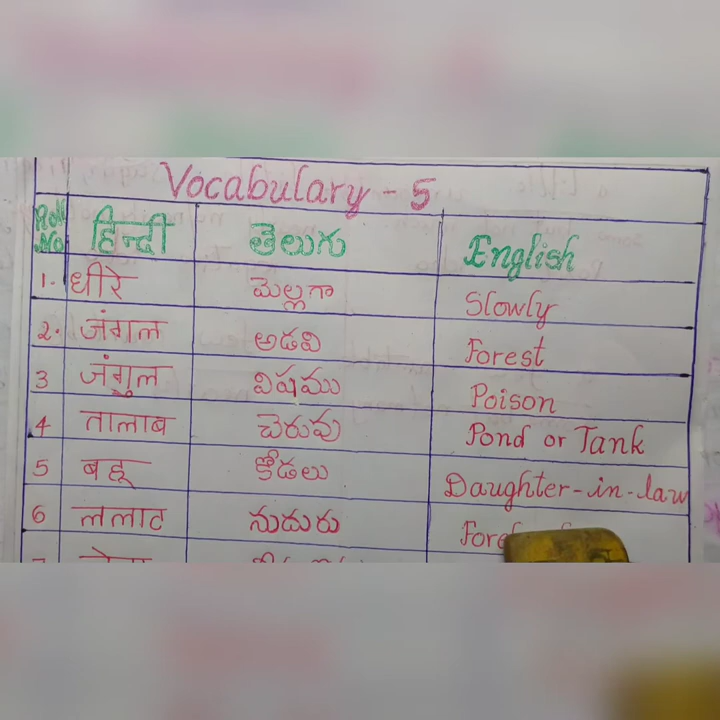 Vocabulary - 5
Roll No. हिन्दी తెలుగు English
1. धीरे మెల్లగా Slowly
2. जंगल అడవి Forest
3 जंगुल విషము Poison
4 तालाब చెరువు Pond or Tank
5 बहू కోడలు Daughter-in-law
6 ललाट నుదురు